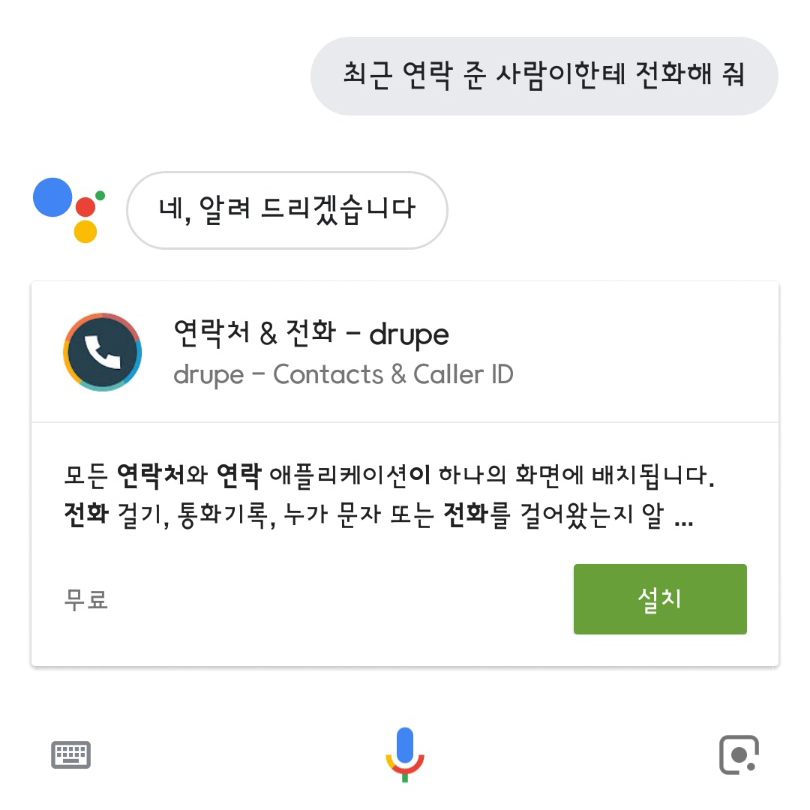 최근 연락 준 사람이한테 전화해 줘
네, 알려 드리겠습니다
연락처 & 전화 - drupe
drupe - Contacts & Caller ID
모든 연락처와 연락 애플리케이션이 하나의 화면에 배치됩니다.
전화 걸기, 통화기록, 누가 문자 또는 전화를 걸어왔는지 알 ...
무료
설치